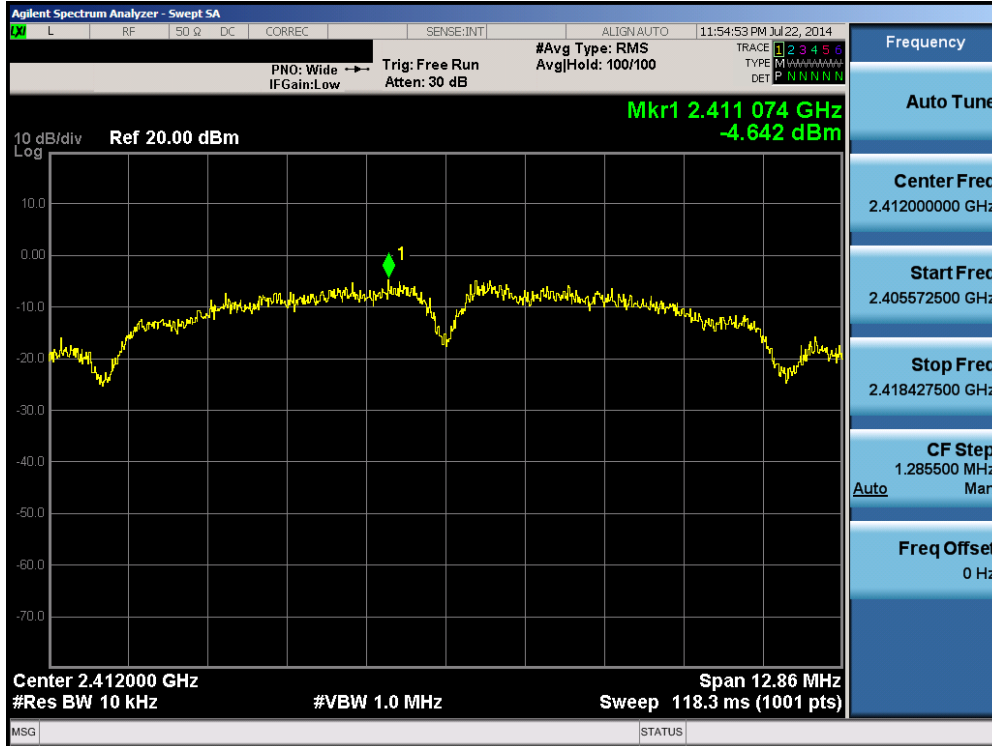 Agilent Spectrum Analyzer - Swept SA
LXI L RF 50 Ω DC CORREC SENSE:INT ALIGN AUTO 11:54:53 PM Jul 22, 2014
PNO: Wide
IFGain:Low
Trig: Free Run
Atten: 30 dB
#Avg Type: RMS
Avg|Hold: 100/100
TRACE 1 2 3 4 5 6
TYPE M WWWWW
DET P N N N N N
Mkr1 2.411 074 GHz
-4.642 dBm
10 dB/div Ref 20.00 dBm
Log
10.0
0.00
-10.0
-20.0
-30.0
-40.0
-50.0
-60.0
-70.0
1
Center 2.412000 GHz Span 12.86 MHz
#Res BW 10 kHz #VBW 1.0 MHz Sweep 118.3 ms (1001 pts)
MSG STATUS
Frequency
Auto Tune
Center Freq
2.412000000 GHz
Start Freq
2.405572500 GHz
Stop Freq
2.418427500 GHz
CF Step
1.285500 MHz
Auto Man
Freq Offset
0 Hz